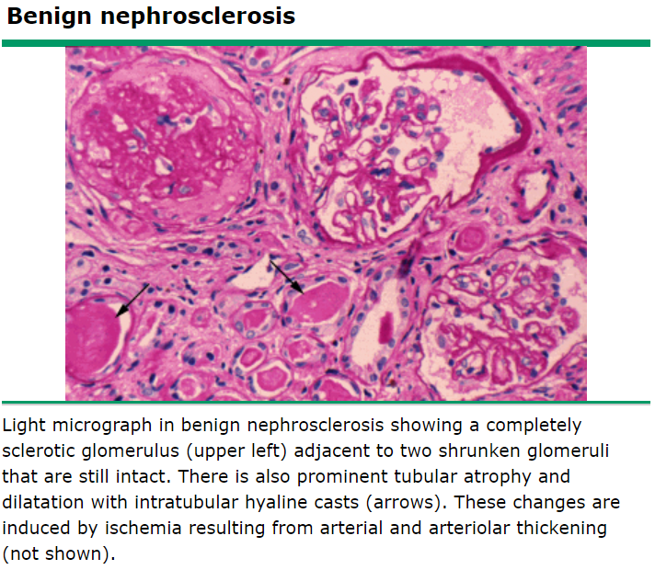 Benign nephrosclerosis
Light micrograph in benign nephrosclerosis showing a completely
sclerotic glomerulus (upper left) adjacent to two shrunken glomeruli
that are still intact. There is also prominent tubular atrophy and
dilatation with intratubular hyaline casts (arrows). These changes are
induced by ischemia resulting from arterial and arteriolar thickening
(not shown).